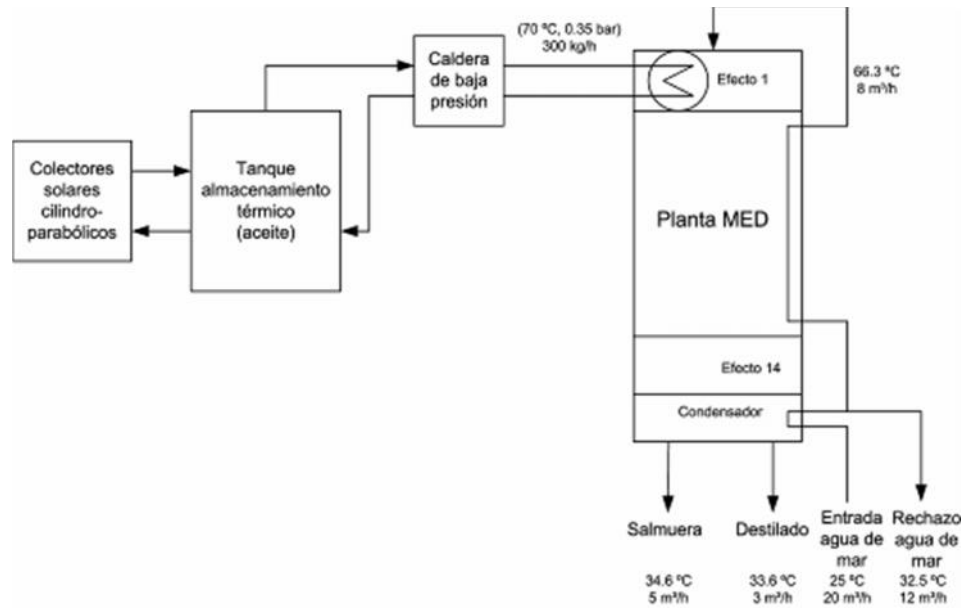 (70 ºC, 0.35 bar)
300 kg/h
Caldera
de baja
presión
Efecto 1
66.3 ºC
8 m³/h
Colectores
solares
cilindro-
parabólicos
Tanque
almacenamiento
térmico
(aceite)
Planta MED
Efecto 14
Condensador
Salmuera
Destilado
Entrada
agua de
mar
Rechazo
agua de
mar
34.6 ºC
5 m³/h
33.6 ºC
3 m³/h
25 ºC
20 m³/h
32.5 ºC
12 m³/h